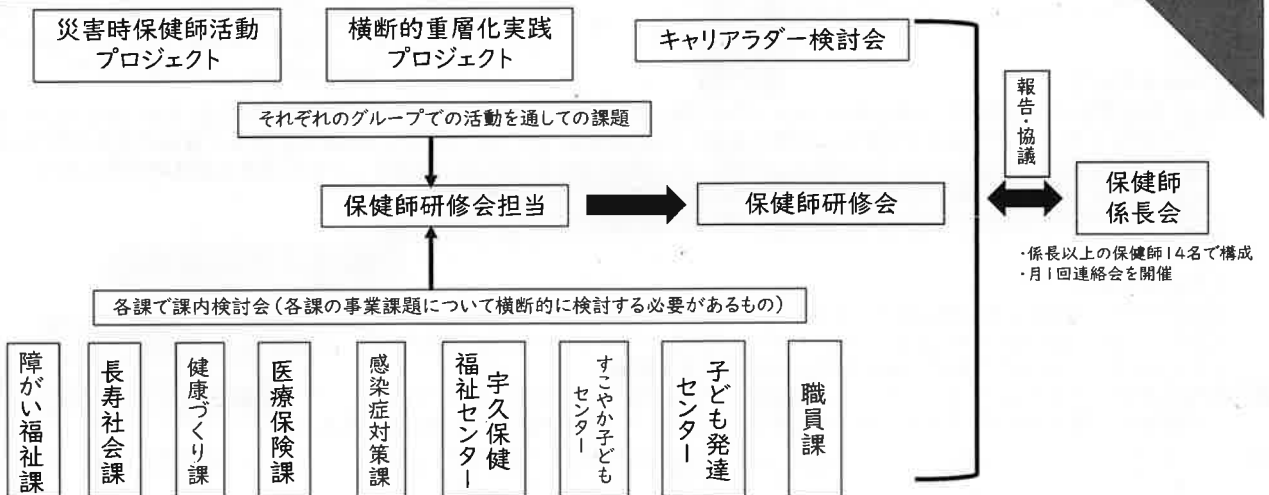 災害時保健師活動
プロジェクト
横断的重層化実践
プロジェクト
キャリアラダー検討会
それぞれのグループでの活動を通しての課題
報告・協議
保健師研修会担当
保健師研修会
保健師
係長会
・係長以上の保健師14名で構成
・月1回連絡会を開催
各課で課内検討会(各課の事業課題について横断的に検討する必要があるもの)
障がい福祉課
長寿社会課
健康づくり課
医療保険課
感染症対策課
宇久保健
福祉センター
すこやか子ども
センター
子ども発達
センター
職員課